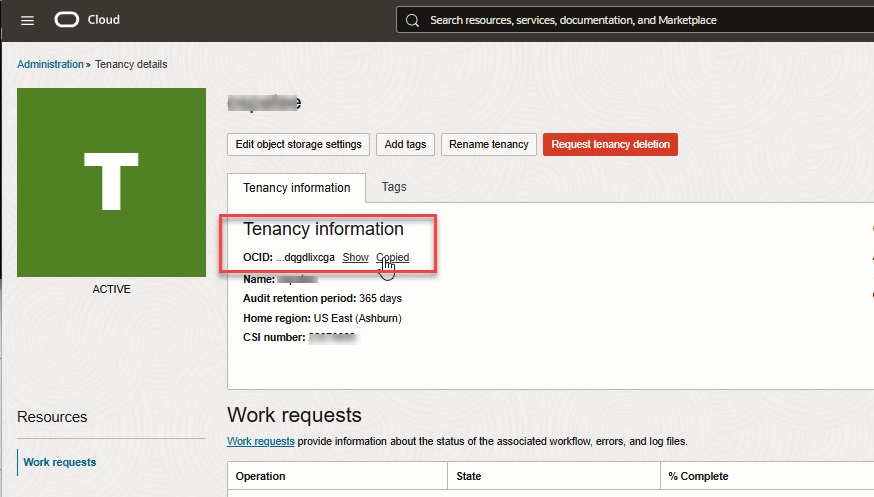 Cloud
Search resources, services, documentation, and Marketplace
Administration » Tenancy details
T
ACTIVE
Edit object storage settings
Add tags
Rename tenancy
Request tenancy deletion
Tenancy information
Tags
Tenancy information
OCID: ...dqgdlixcga Show Copied
Name:
Audit retention period: 365 days
Home region: US East (Ashburn)
CSI number:
Resources
Work requests
Work requests
Work requests provide information about the status of the associated workflow, errors, and log files.
Operation State % Complete